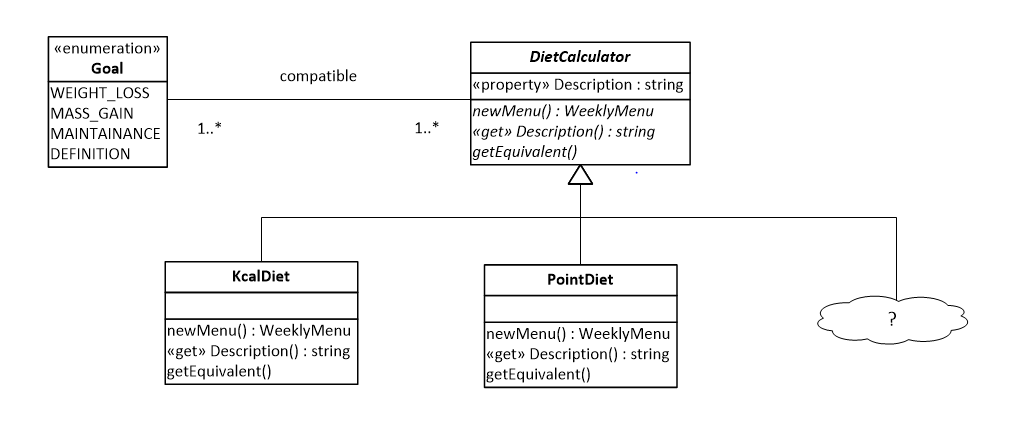 «enumeration»
Goal
WEIGHT_LOSS
MASS_GAIN
MAINTAINANCE
DEFINITION
compatible
1..*
1..*
DietCalculator
«property» Description : string
newMenu() : WeeklyMenu
«get» Description() : string
getEquivalent()
KcalDiet
newMenu() : WeeklyMenu
«get» Description() : string
getEquivalent()
PointDiet
newMenu() : WeeklyMenu
«get» Description() : string
getEquivalent()
?